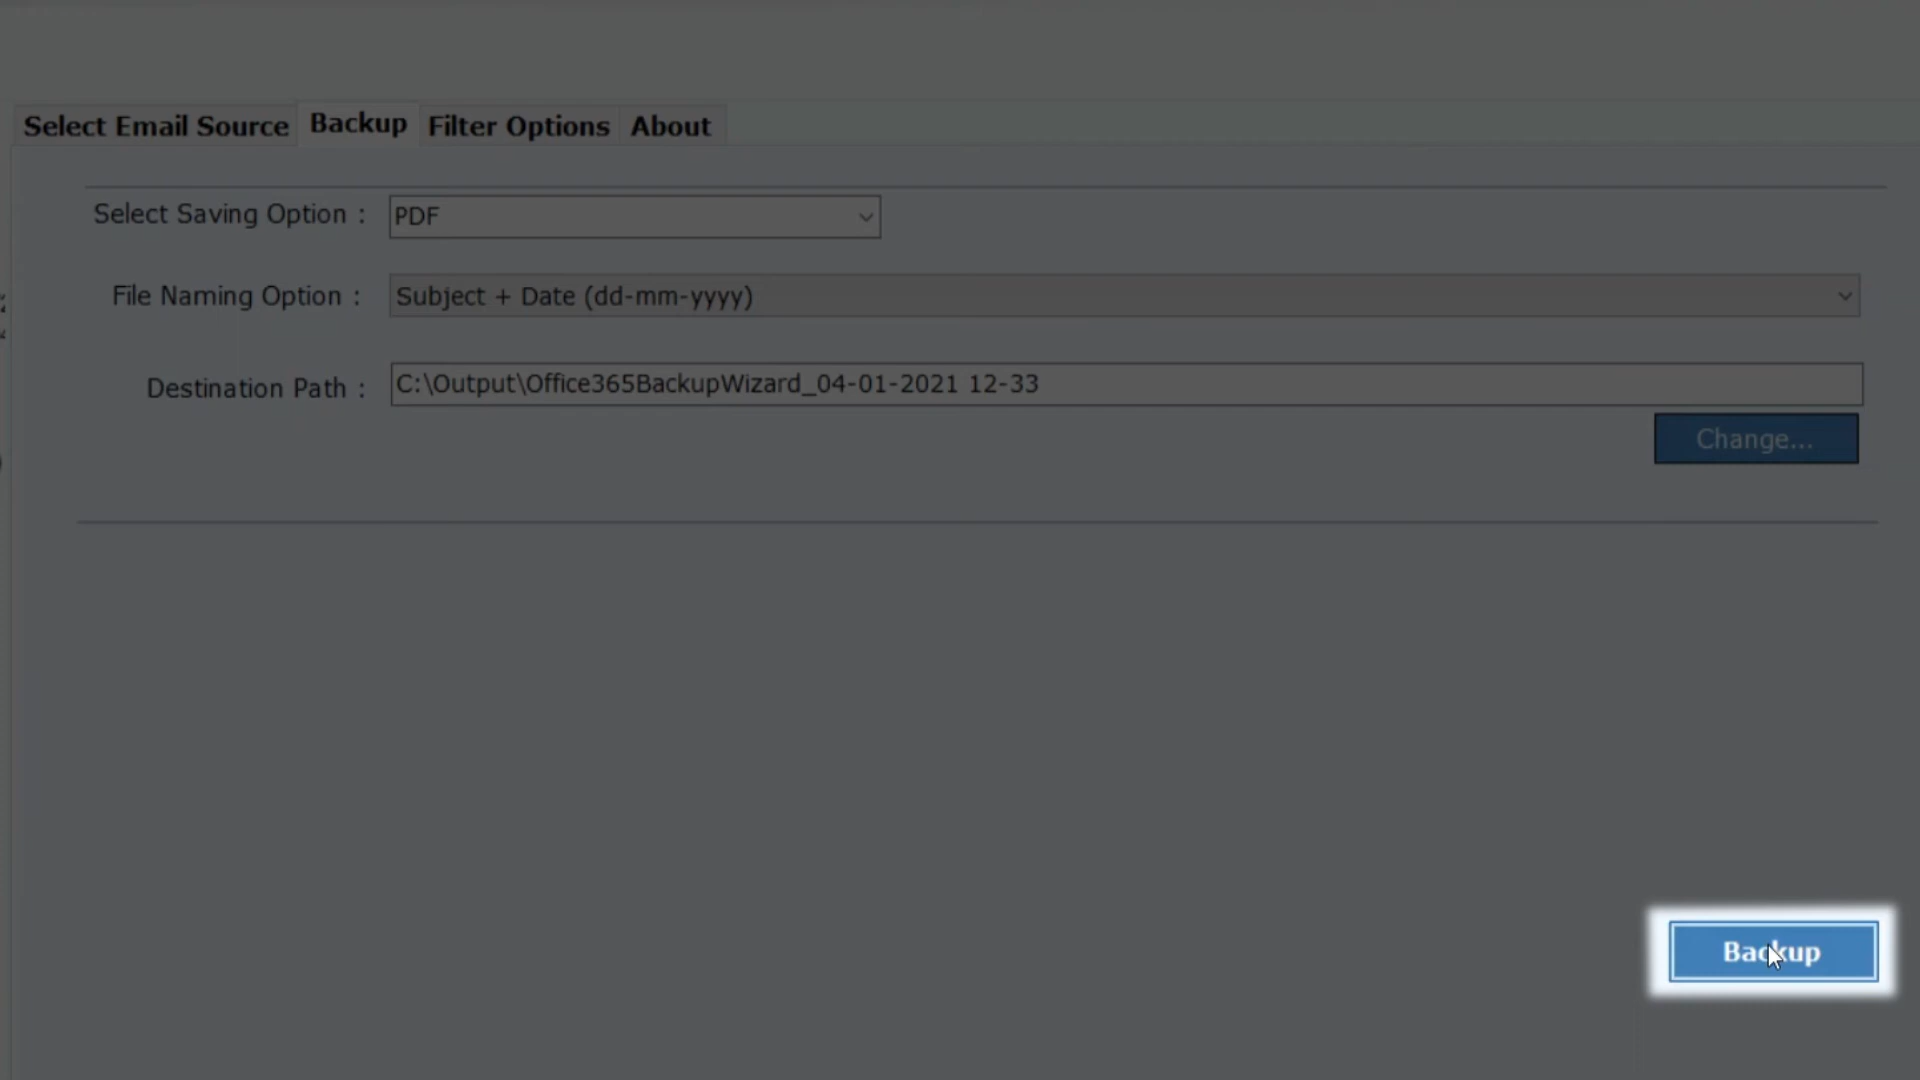 Select Email Source Backup Filter Options About
Select Saving Option : PDF
File Naming Option : Subject + Date (dd-mm-yyyy)
Destination Path : C:\Output\Office365BackupWizard_04-01-2021 12-33
Change...
Backup